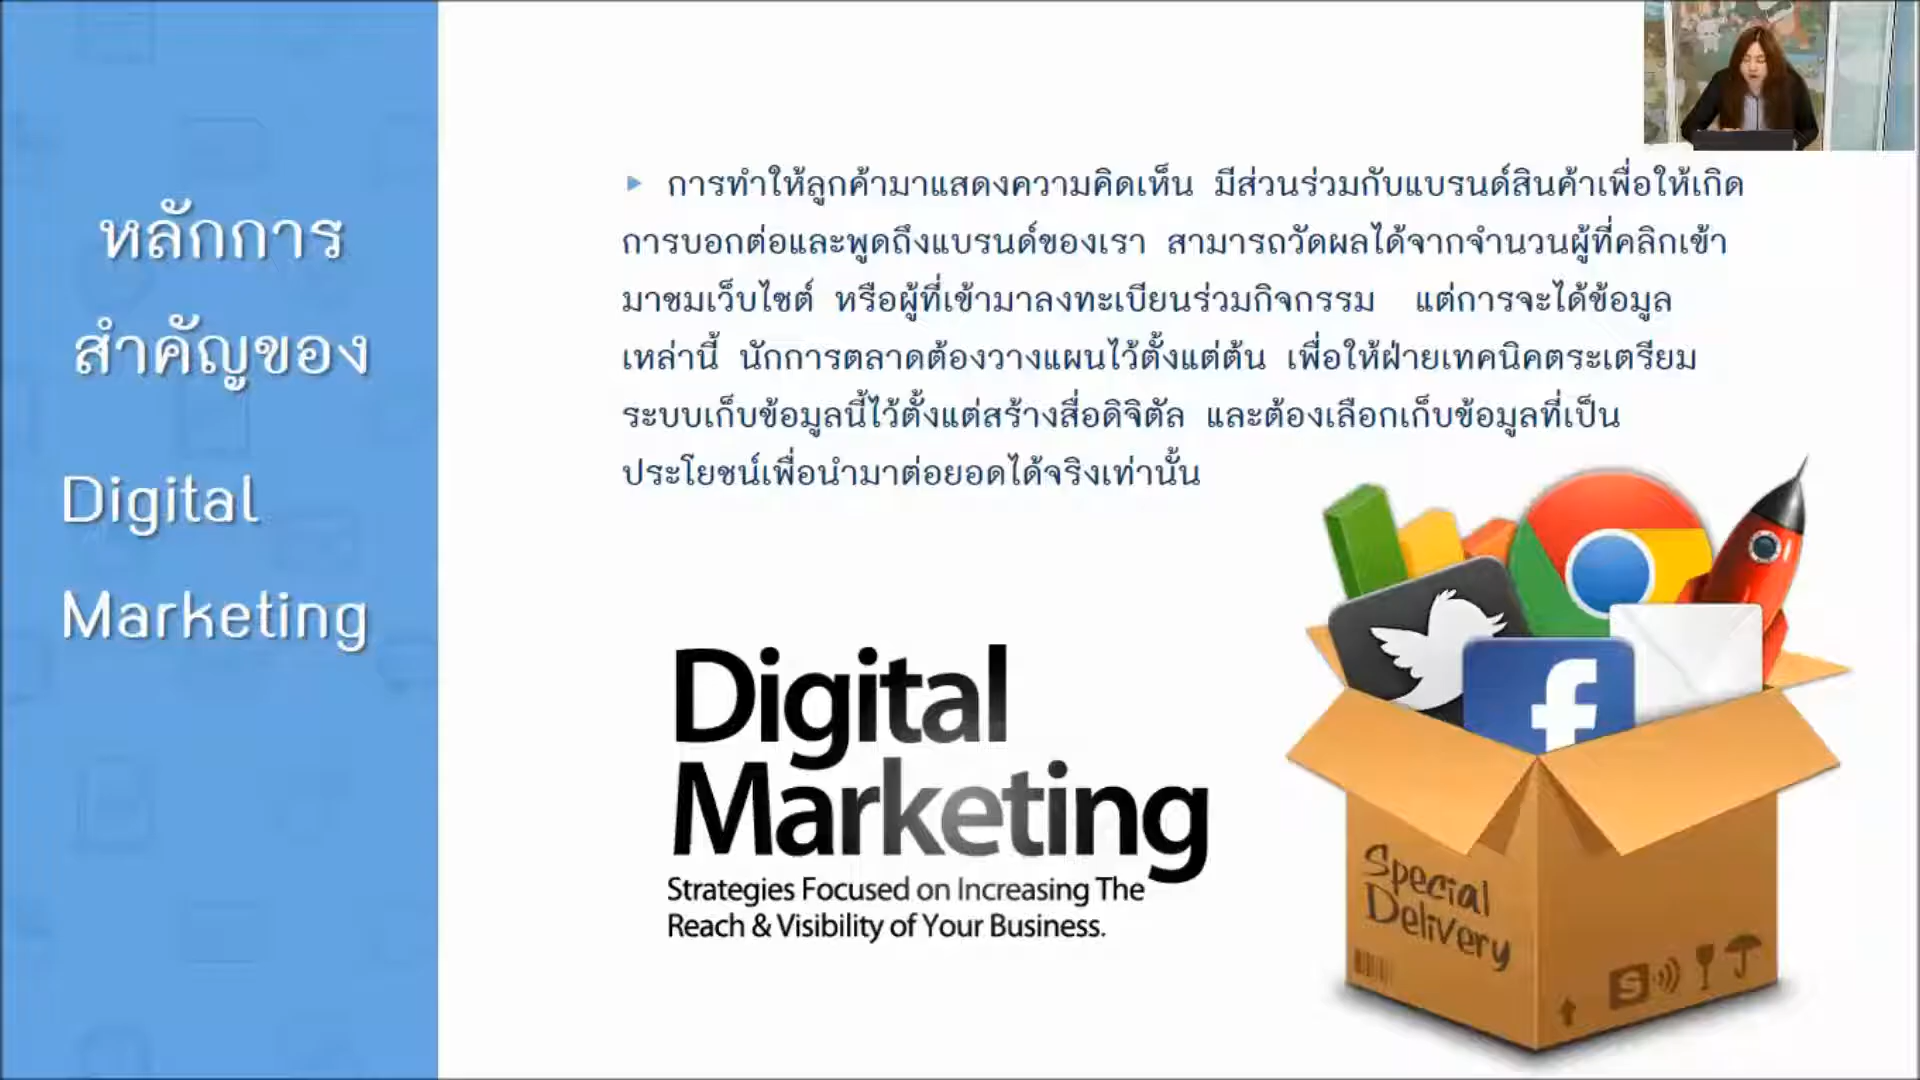 หลักการ
สำคัญของ
Digital
Marketing
การทำให้ลูกค้ามาแสดงความคิดเห็น มีส่วนร่วมกับแบรนด์สินค้าเพื่อให้เกิด
การบอกต่อและพูดถึงแบรนด์ของเรา สามารถวัดผลได้จากจำนวนผู้ที่คลิกเข้า
มาชมเว็บไซต์ หรือผู้ที่เข้ามาลงทะเบียนร่วมกิจกรรม แต่การจะได้ข้อมูล
เหล่านี้ นักการตลาดต้องวางแผนไว้ตั้งแต่ต้น เพื่อให้ฝ่ายเทคนิคตระเตรียม
ระบบเก็บข้อมูลนี้ไว้ตั้งแต่สร้างสื่อดิจิตัล และต้องเลือกเก็บข้อมูลที่เป็น
ประโยชน์เพื่อนำมาต่อยอดได้จริงเท่านั้น
Digital
Marketing
Strategies Focused on Increasing The
Reach & Visibility of Your Business.
Special
Delivery